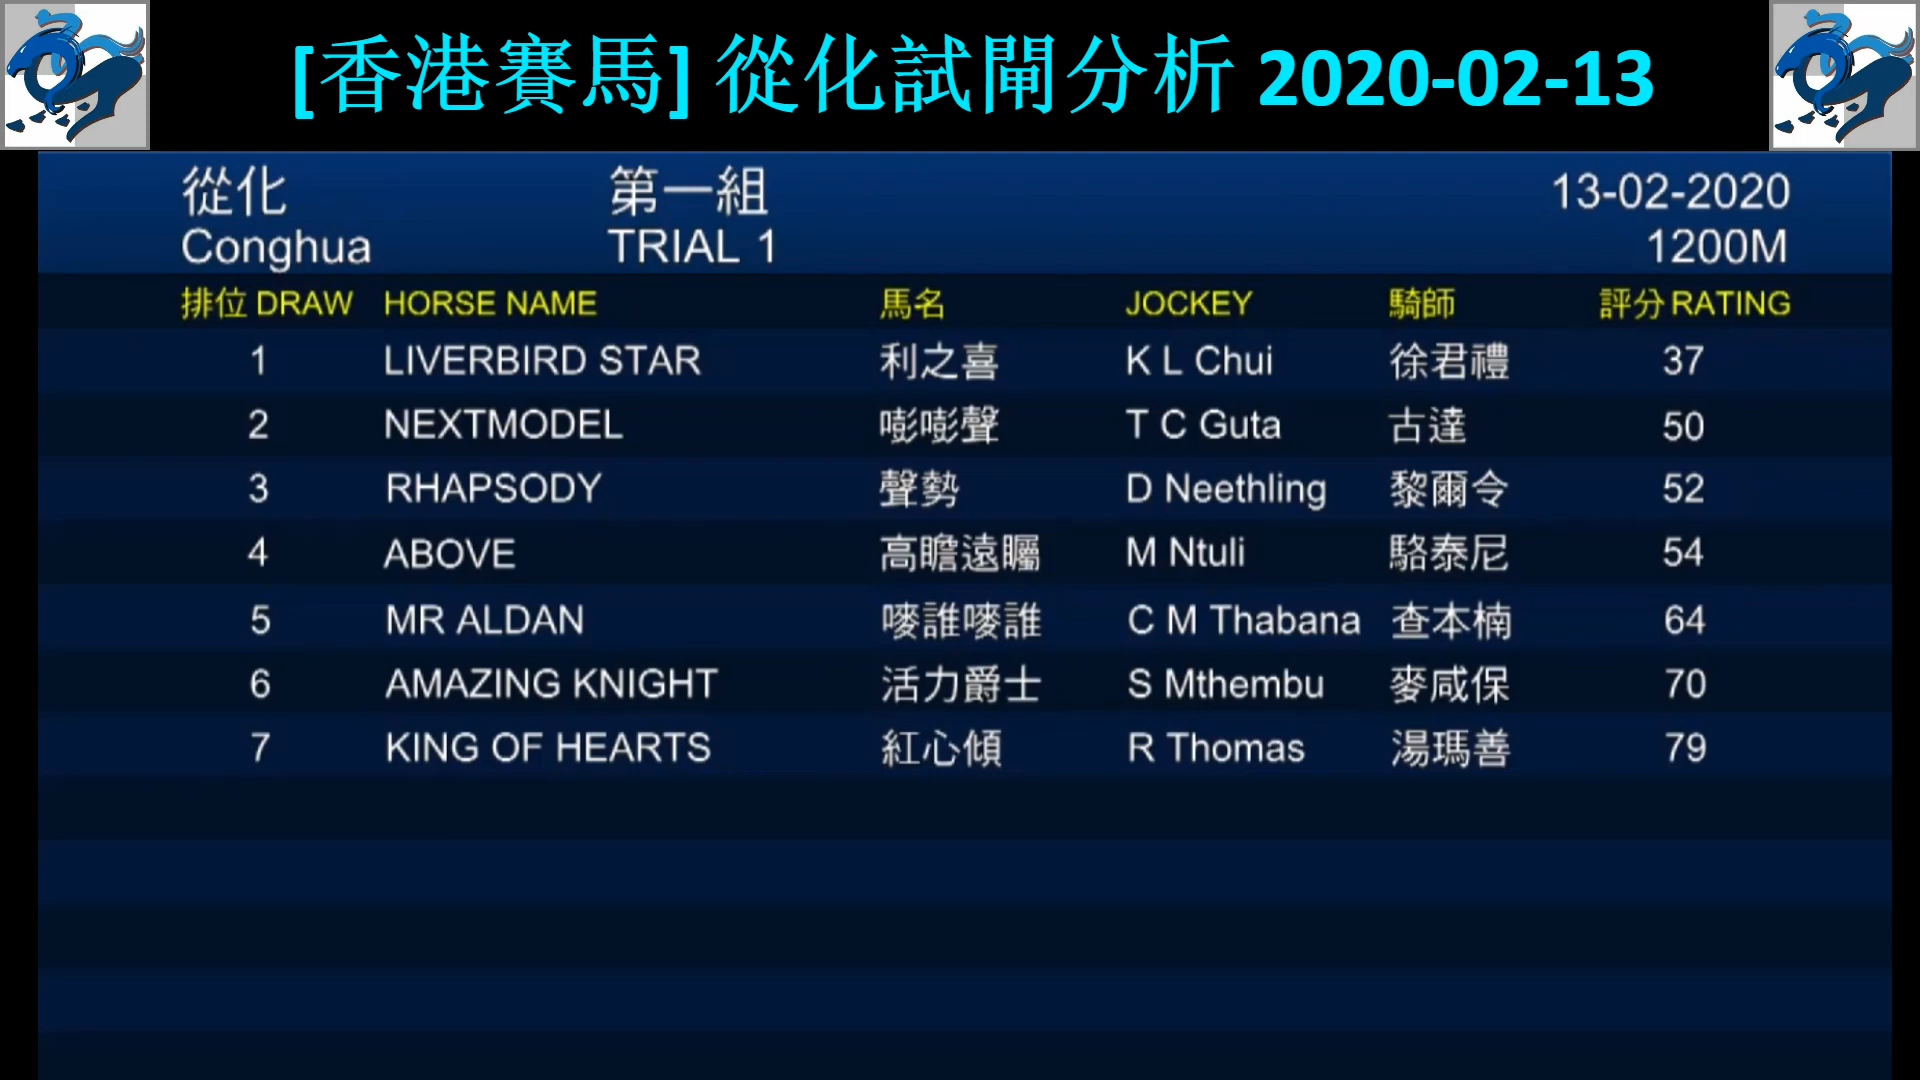 [香港賽馬] 從化試閘分析 2020-02-13
從化 第一組 13-02-2020
Conghua TRIAL 1 1200M
排位 DRAW HORSE NAME 馬名 JOCKEY 騎師 評分 RATING
1 LIVERBIRD STAR 利之喜 K L Chui 徐君禮 37
2 NEXTMODEL 嘭嘭聲 T C Guta 古達 50
3 RHAPSODY 聲勢 D Neethling 黎爾令 52
4 ABOVE 高瞻遠矚 M Ntuli 駱泰尼 54
5 MR ALDAN 嘜誰嘜誰 C M Thabana 查本楠 64
6 AMAZING KNIGHT 活力爵士 S Mthembu 麥咸保 70
7 KING OF HEARTS 紅心傾 R Thomas 湯瑪善 79